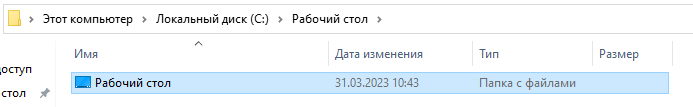 Этот компьютер > Локальный диск (C:) > Рабочий стол >
Имя Дата изменения Тип Размер
доступ
Рабочий стол 31.03.2023 10:43 Папка с файлами
стол